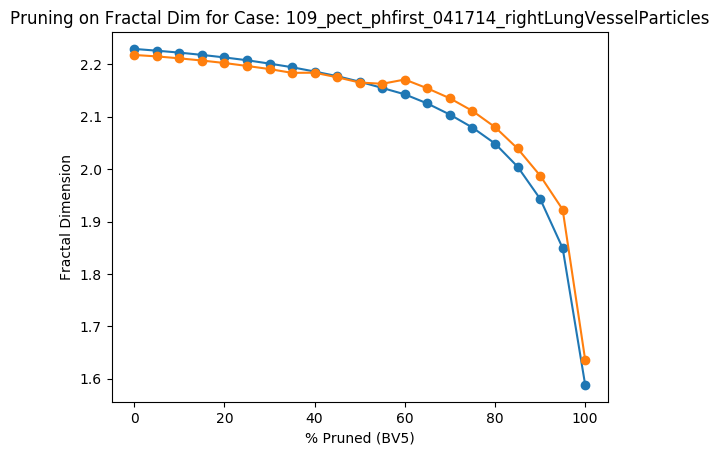 Pruning on Fractal Dim for Case: 109_pect_phfirst_041714_rightLungVesselParticles
2.2
2.1
2.0
1.9
1.8
1.7
1.6
Fractal Dimension
0 20 40 60 80 100
% Pruned (BV5)